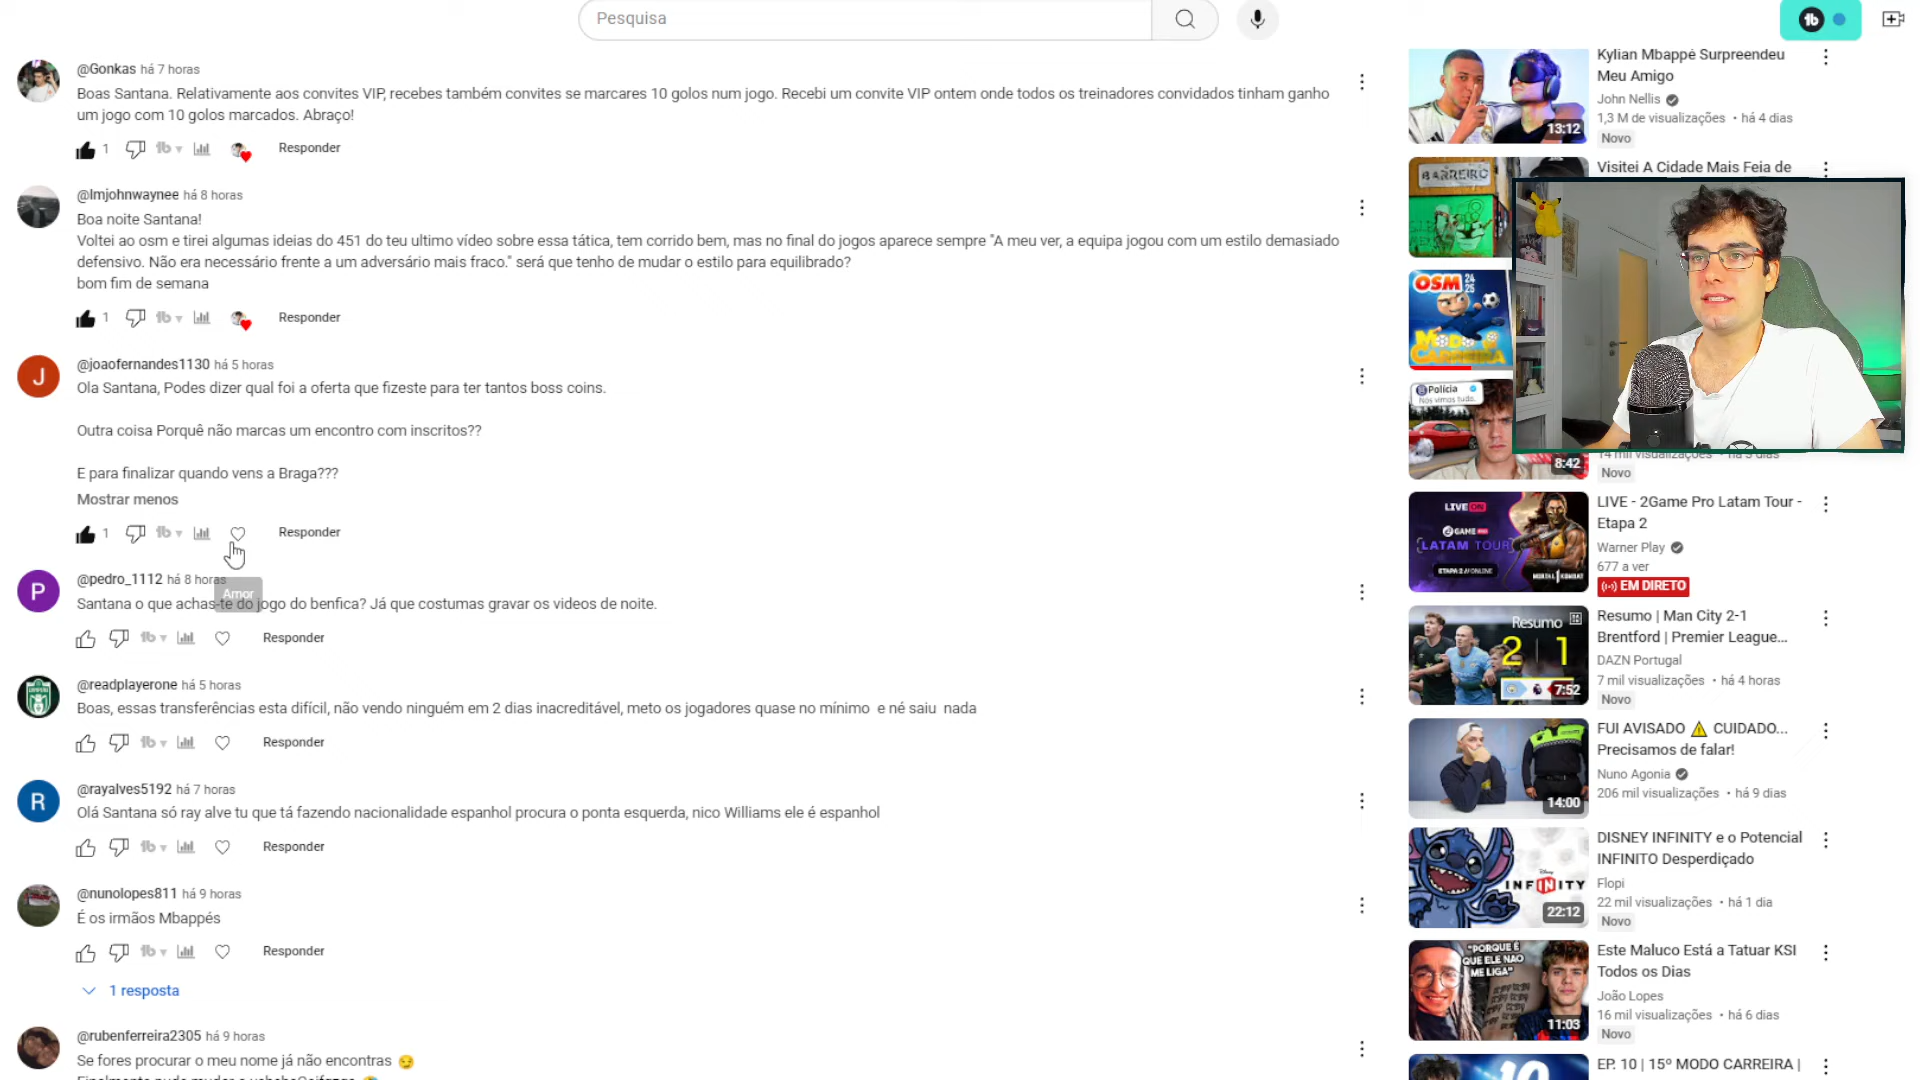 Pesquisa
@Gonkas há 7 horas
Boas Santana. Relativamente aos convites VIP, recebes também convites se marcares 10 golos num jogo. Recebi um convite VIP ontem onde todos os treinadores convidados tinham ganho
um jogo com 10 golos marcados. Abraço!
1
Responder
@lmjohnwaynee há 8 horas
Boa noite Santana!
Voltei ao osm e tirei algumas ideias do 451 do teu ultimo vídeo sobre essa tática, tem corrido bem, mas no final do jogos aparece sempre "A meu ver, a equipa jogou com um estilo demasiado
defensivo. Não era necessário frente a um adversário mais fraco." será que tenho de mudar o estilo para equilibrado?
bom fim de semana
1
Responder
J
@joaofernandes1130 há 5 horas
Ola Santana, Podes dizer qual foi a oferta que fizeste para ter tantos boss coins.
Outra coisa Porquê não marcas um encontro com inscritos??
E para finalizar quando vens a Braga???
Mostrar menos
1
Responder
P
@pedro_1112 há 8 horas
Amor
Santana o que achas-te do jogo do benfica? Já que costumas gravar os videos de noite.
Responder
@readplayerone há 5 horas
Boas, essas transferências esta difícil, não vendo ninguém em 2 dias inacreditável, meto os jogadores quase no mínimo e né saiu nada
Responder
R
@rayalves5192 há 7 horas
Olá Santana só ray alve tu que tá fazendo nacionalidade espanhol procura o ponta esquerda, nico Williams ele é espanhol
Responder
@nunolopes811 há 9 horas
É os irmãos Mbappés
Responder
1 resposta
@rubenferreira2305 há 9 horas
Se fores procurar o meu nome já não encontras 😏
13:12
Kylian Mbappé Surpreendeu
Meu Amigo
John Nellis
1,3 M de visualizações • há 4 dias
Novo
BARREIRO
Visitei A Cidade Mais Feia de
OSM 24 25
MODO
CARREIRA
Polícia
Nós vimos tudo.
8:42
14 mil visualizações • há 5 dias
Novo
LIVE ON
2GAME
LATAM TOUR
ETAPA 2 // ONLINE
MORTAL KOMBAT
LIVE - 2Game Pro Latam Tour -
Etapa 2
Warner Play
677 a ver
EM DIRETO
Resumo
2 | 1
7:52
Resumo | Man City 2-1
Brentford | Premier League...
DAZN Portugal
7 mil visualizações • há 4 horas
Novo
14:00
FUI AVISADO ⚠️ CUIDADO...
Precisamos de falar!
Nuno Agonia
206 mil visualizações • há 9 dias
Disney
INFINITY
22:12
DISNEY INFINITY e o Potencial
INFINITO Desperdiçado
Flopi
22 mil visualizações • há 1 dia
Novo
"PORQUE É
QUE ELE NAO
ME LIGA"
11:03
Este Maluco Está a Tatuar KSI
Todos os Dias
João Lopes
16 mil visualizações • há 6 dias
Novo
10
EP. 10 | 15º MODO CARREIRA |